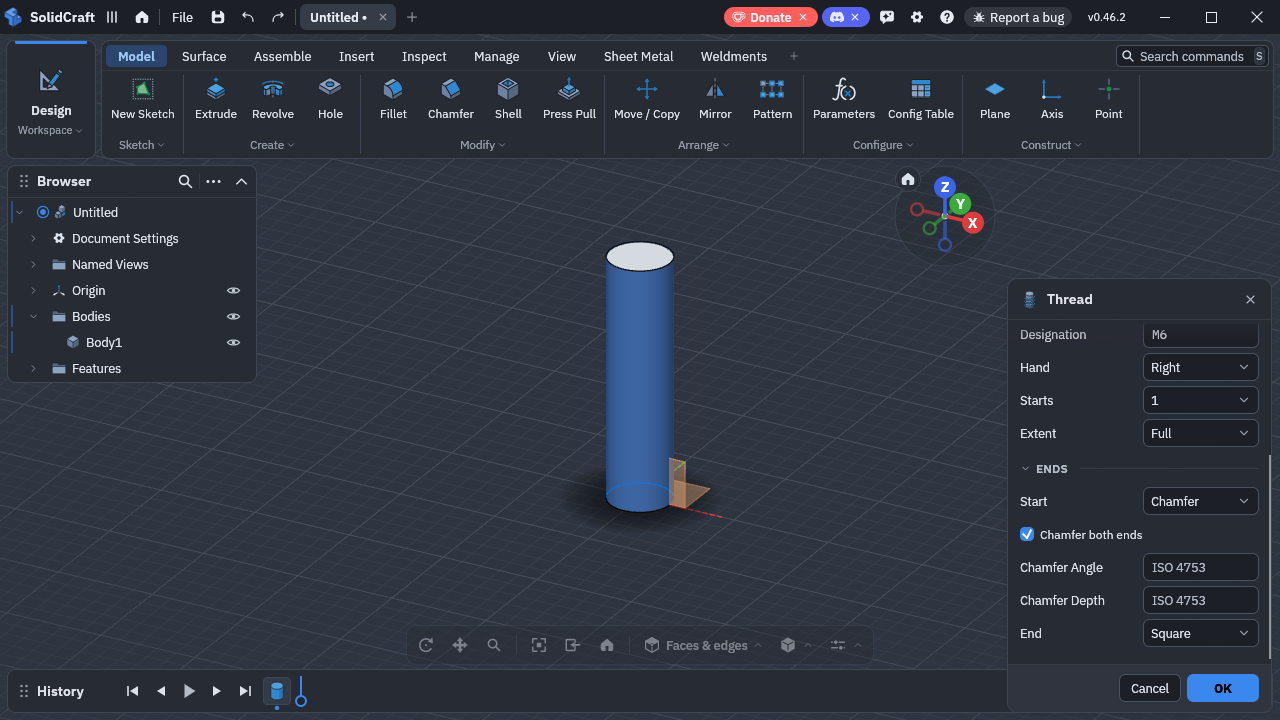 SolidCraft
File
Untitled •
Donate
Report a bug
v0.46.2
Design
Workspace
Model
Surface
Assemble
Insert
Inspect
Manage
View
Sheet Metal
Weldments
Search commands
S
New Sketch
Extrude
Revolve
Hole
Fillet
Chamfer
Shell
Press Pull
Move / Copy
Mirror
Pattern
Parameters
Config Table
Plane
Axis
Point
Sketch
Create
Modify
Arrange
Configure
Construct
Browser
Untitled
Document Settings
Named Views
Origin
Bodies
Body1
Features
Z
Y
X
Thread
Designation
M6
Hand
Right
Starts
1
Extent
Full
ENDS
Start
Chamfer
Chamfer both ends
Chamfer Angle
ISO 4753
Chamfer Depth
ISO 4753
End
Square
Cancel
OK
Faces & edges
History